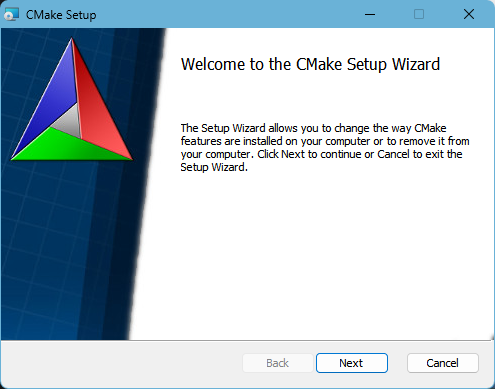 CMake Setup
Welcome to the CMake Setup Wizard
The Setup Wizard allows you to change the way CMake
features are installed on your computer or to remove it from
your computer. Click Next to continue or Cancel to exit the
Setup Wizard.
Back
Next
Cancel